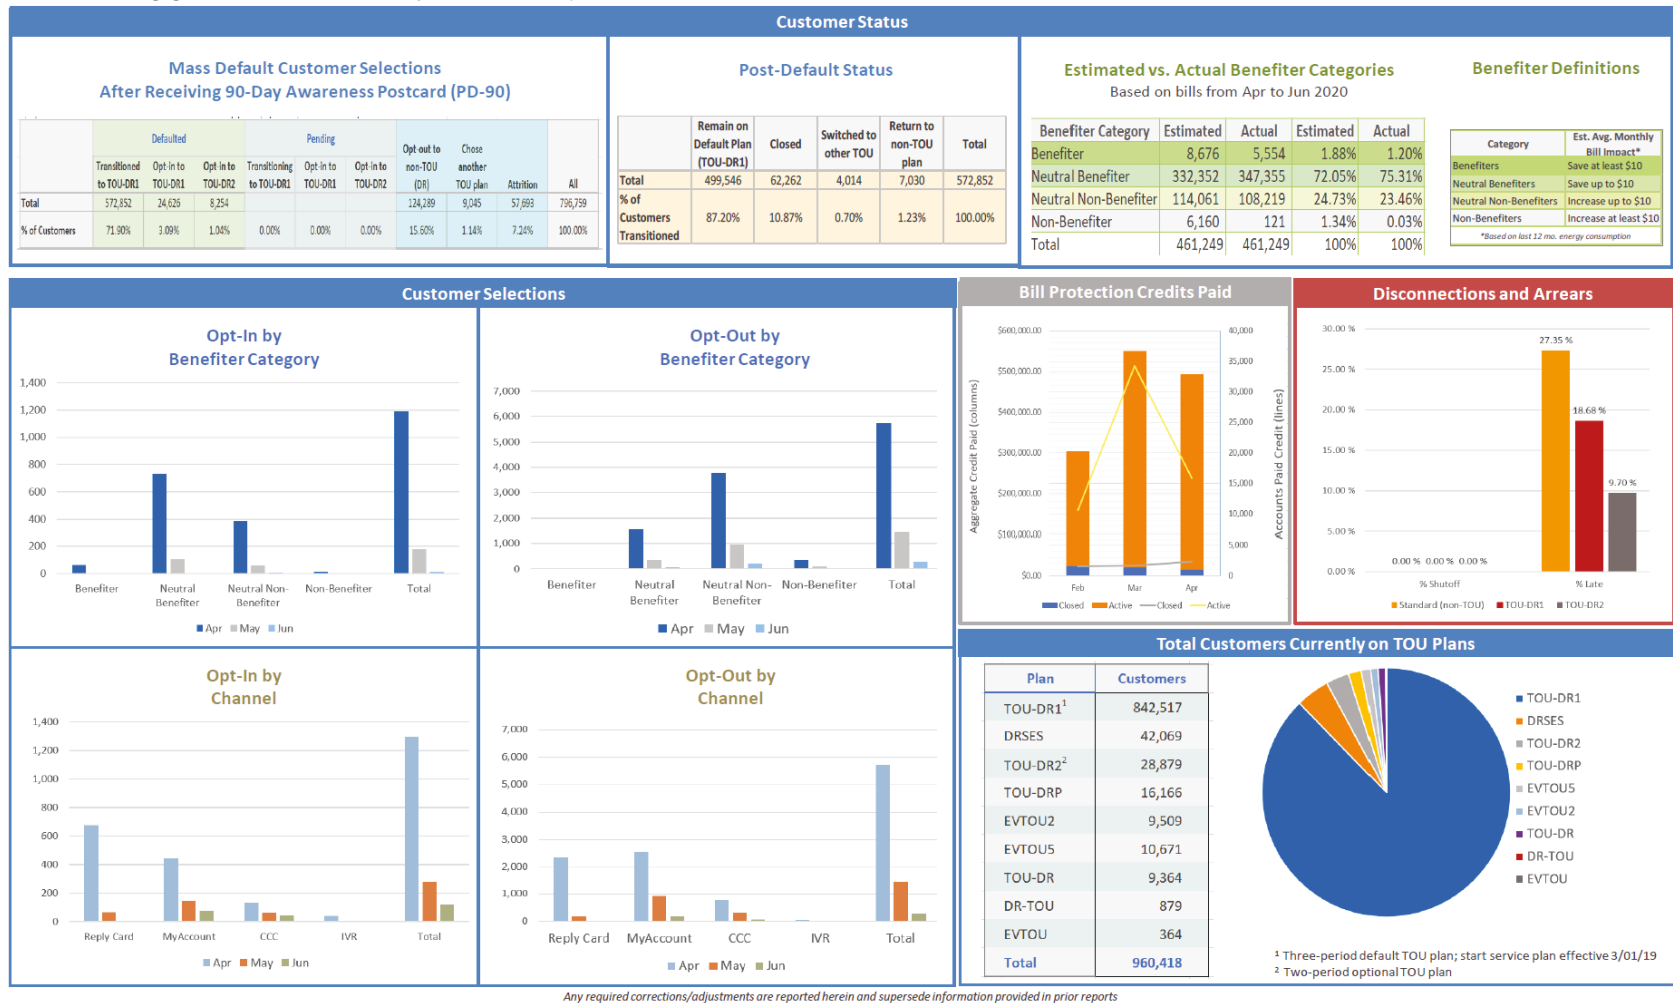 Customer Status
Mass Default Customer Selections
After Receiving 90-Day Awareness Postcard (PD-90)
Defaulted Pending
Transitioned to TOU-DR1 Opt-in to TOU-DR1 Opt-in to TOU-DR2 Transitioning to TOU-DR1 Opt-in to TOU-DR1 Opt-in to TOU-DR2 Opt-out to non-TOU (DR) Chose another TOU plan Attrition All
Total 572,852 24,626 8,254 124,289 9,045 57,693 796,759
% of Customers 71.90% 3.09% 1.04% 0.00% 0.00% 0.00% 15.60% 1.14% 7.24% 100.00%
Post-Default Status
Remain on Default Plan (TOU-DR1) Closed Switched to other TOU Return to non-TOU plan Total
Total 499,546 62,262 4,014 7,030 572,852
% of Customers Transitioned 87.20% 10.87% 0.70% 1.23% 100.00%
Estimated vs. Actual Benefiter Categories
Based on bills from Apr to Jun 2020
Benefiter Category Estimated Actual Estimated Actual
Benefiter 8,676 5,554 1.88% 1.20%
Neutral Benefiter 332,352 347,355 72.05% 75.31%
Neutral Non-Benefiter 114,061 108,219 24.73% 23.46%
Non-Benefiter 6,160 121 1.34% 0.03%
Total 461,249 461,249 100% 100%
Benefiter Definitions
Category Est. Avg. Monthly Bill Impact*
Benefiters Save at least $10
Neutral Benefiters Save up to $10
Neutral Non-Benefiters Increase up to $10
Non-Benefiters Increase at least $10
*Based on last 12 mo. energy consumption
Customer Selections
Opt-In by
Benefiter Category
1,400
1,200
1,000
800
600
400
200
0
Benefiter Neutral Benefiter Neutral Non-Benefiter Non-Benefiter Total
Apr May Jun
Opt-Out by
Benefiter Category
7,000
6,000
5,000
4,000
3,000
2,000
1,000
0
Benefiter Neutral Benefiter Neutral Non-Benefiter Non-Benefiter Total
Apr May Jun
Opt-In by
Channel
1,400
1,200
1,000
800
600
400
200
0
Reply Card MyAccount CCC IVR Total
Apr May Jun
Opt-Out by
Channel
7,000
6,000
5,000
4,000
3,000
2,000
1,000
0
Reply Card MyAccount CCC IVR Total
Apr May Jun
Bill Protection Credits Paid
Aggregate Credit Paid (columns)
$600,000.00
$500,000.00
$400,000.00
$300,000.00
$200,000.00
$100,000.00
$0.00
40,000
35,000
30,000
25,000
20,000
15,000
10,000
5,000
0
Accounts Paid Credit (lines)
Feb Mar Apr
Closed Active Closed Active
Disconnections and Arrears
30.00 %
25.00 %
20.00 %
15.00 %
10.00 %
5.00 %
0.00 %
27.35 %
18.68 %
9.70 %
0.00 % 0.00 % 0.00 %
% Shutoff % Late
Standard (non-TOU) TOU-DR1 TOU-DR2
Total Customers Currently on TOU Plans
Plan Customers
TOU-DR1¹ 842,517
DRSES 42,069
TOU-DR2² 28,879
TOU-DRP 16,166
EVTOU2 9,509
EVTOU5 10,671
TOU-DR 9,364
DR-TOU 879
EVTOU 364
Total 960,418
TOU-DR1
DRSES
TOU-DR2
TOU-DRP
EVTOU5
EVTOU2
TOU-DR
DR-TOU
EVTOU
¹ Three-period default TOU plan; start service plan effective 3/01/19
² Two-period optional TOU plan
Any required corrections/adjustments are reported herein and supersede information provided in prior reports